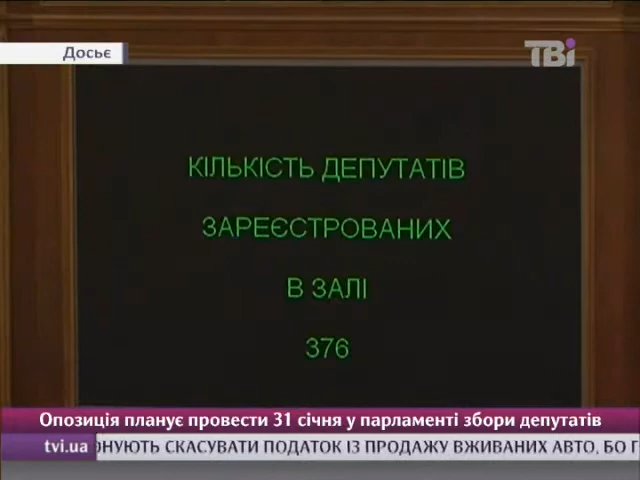 Досьє
ТВі
КІЛЬКІСТЬ ДЕПУТАТІВ
ЗАРЕЄСТРОВАНИХ
В ЗАЛІ
376
Опозиція планує провести 31 січня у парламенті збори депутатів
tvi.ua
СКАСУВАТИ ПОДАТОК ІЗ ПРОДАЖУ ВЖИВАНИХ АВТО, БО